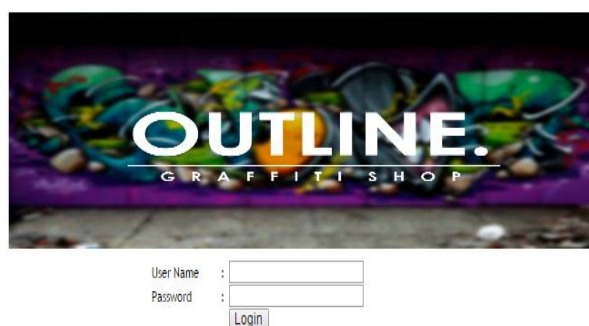 OUTLINE.
GRAFFITI SHOP
User Name :
Password :
Login